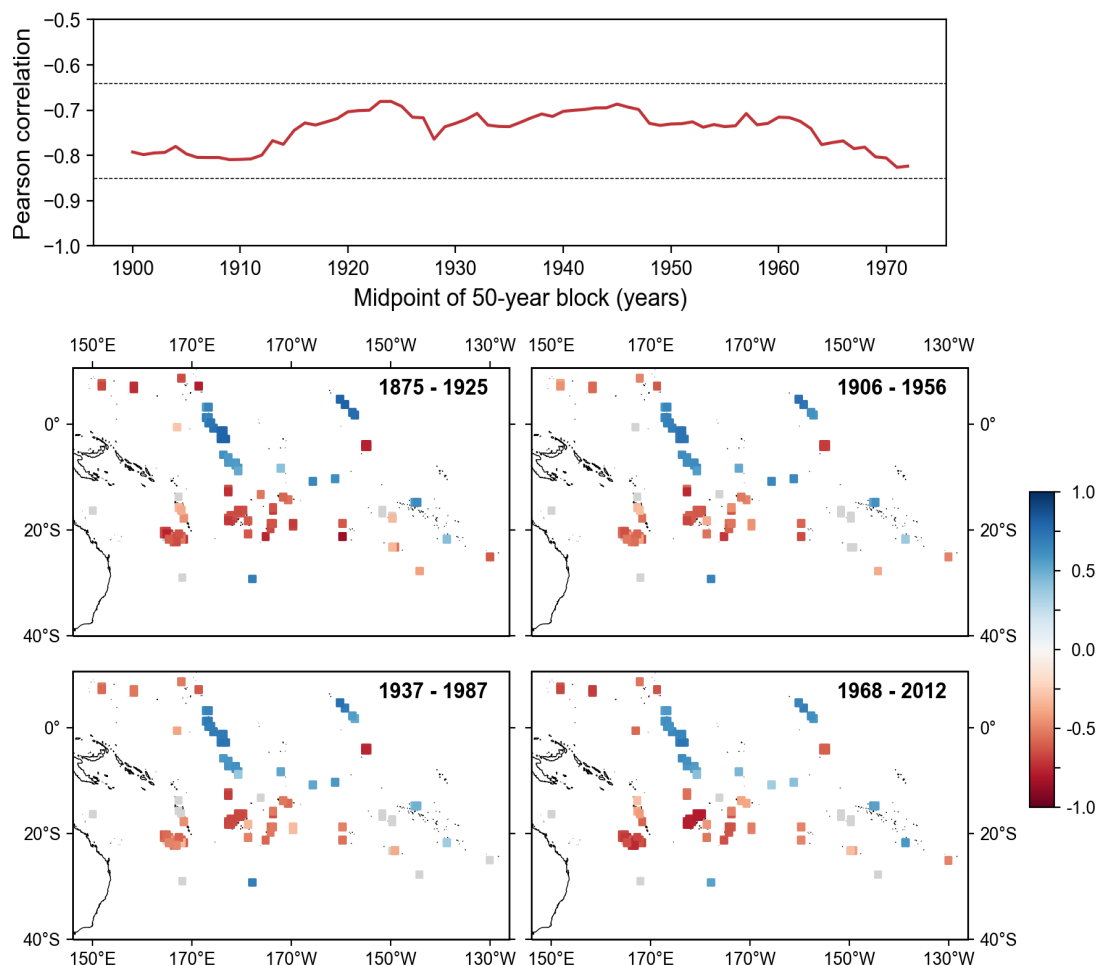 Pearson correlation
−0.5
−0.6
−0.7
−0.8
−0.9
−1.0
1900 1910 1920 1930 1940 1950 1960 1970
Midpoint of 50-year block (years)
150°E 170°E 170°W 150°W 130°W 150°E 170°E 170°W 150°W 130°W
1875 - 1925 1906 - 1956
0° 0°
20°S 20°S
40°S 40°S
1937 - 1987 1968 - 2012
0° 0°
20°S 20°S
40°S 40°S
150°E 170°E 170°W 150°W 130°W 150°E 170°E 170°W 150°W 130°W
1.0
0.5
0.0
-0.5
-1.0